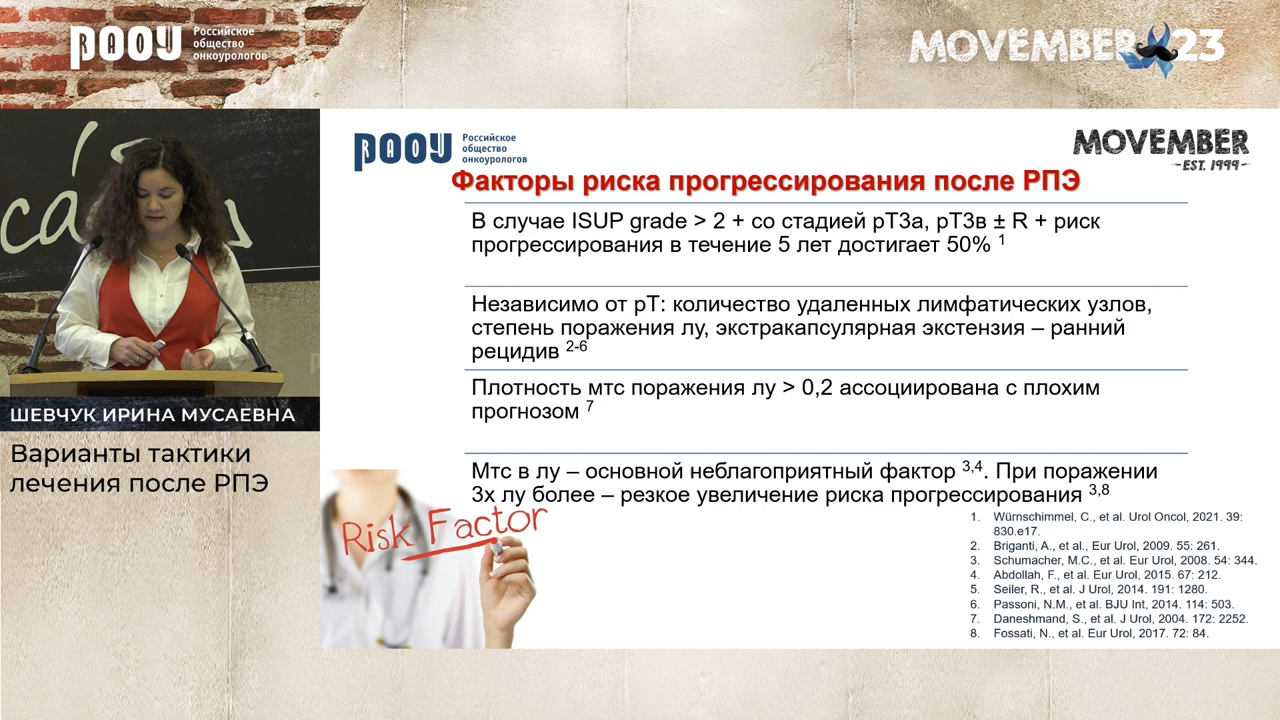 РООУ
Российское
общество
онкоурологов
MOVEMBER 23
РООУ
Российское
общество
онкоурологов
MOVEMBER
EST. 1999
Факторы риска прогрессирования после РПЭ
В случае ISUP grade > 2 + со стадией рТ3а, рТ3в ± R + риск
прогрессирования в течение 5 лет достигает 50% 1
Независимо от рТ: количество удаленных лимфатических узлов,
степень поражения лу, экстракапсулярная экстензия – ранний
рецидив 2-6
Плотность мтс поражения лу > 0,2 ассоциирована с плохим
прогнозом 7
Мтс в лу – основной неблагоприятный фактор 3,4. При поражении
3х лу более – резкое увеличение риска прогрессирования 3,8
Risk Factor
1. Würnschimmel, C., et al. Urol Oncol, 2021. 39:
830.e17.
2. Briganti, A., et al., Eur Urol, 2009. 55: 261.
3. Schumacher, M.C., et al. Eur Urol, 2008. 54: 344.
4. Abdollah, F., et al. Eur Urol, 2015. 67: 212.
5. Seiler, R., et al. J Urol, 2014. 191: 1280.
6. Passoni, N.M., et al. BJU Int, 2014. 114: 503.
7. Daneshmand, S., et al. J Urol, 2004. 172: 2252.
8. Fossati, N., et al. Eur Urol, 2017. 72: 84.
ШЕВЧУК ИРИНА МУСАЕВНА
Варианты тактики
лечения после РПЭ